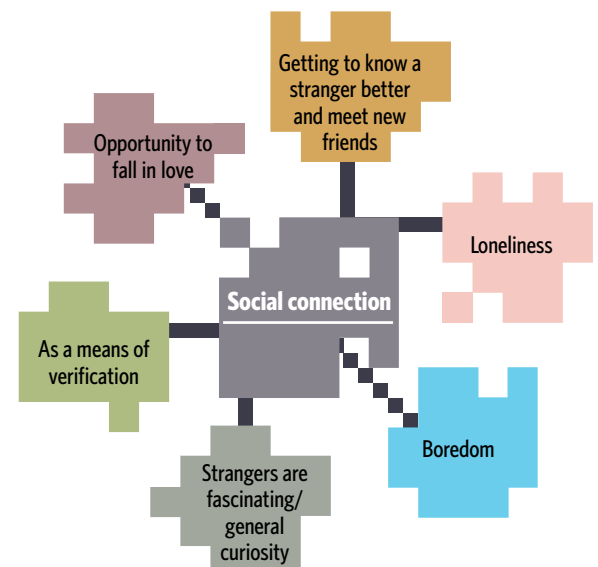 Getting to know a
stranger better
and meet new
friends
Opportunity to
fall in love
Loneliness
Social connection
As a means of
verification
Boredom
Strangers are
fascinating/
general
curiosity